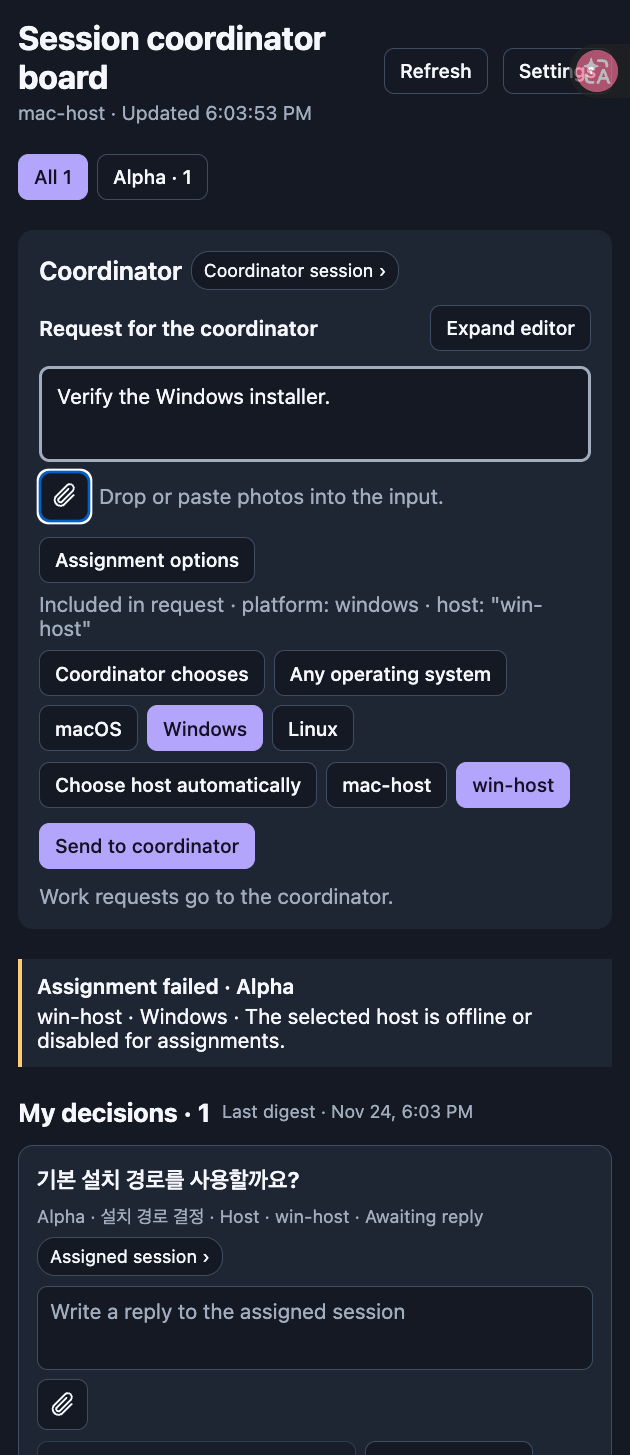 Session coordinator
board
mac-host · Updated 6:03:53 PM
Refresh
Settings
All 1
Alpha · 1
Coordinator
Coordinator session ›
Request for the coordinator
Expand editor
Verify the Windows installer.
Drop or paste photos into the input.
Assignment options
Included in request · platform: windows · host: "win-
host"
Coordinator chooses
Any operating system
macOS
Windows
Linux
Choose host automatically
mac-host
win-host
Send to coordinator
Work requests go to the coordinator.
Assignment failed · Alpha
win-host · Windows · The selected host is offline or
disabled for assignments.
My decisions · 1
Last digest · Nov 24, 6:03 PM
기본 설치 경로를 사용할까요?
Alpha · 설치 경로 결정 · Host · win-host · Awaiting reply
Assigned session ›
Write a reply to the assigned session